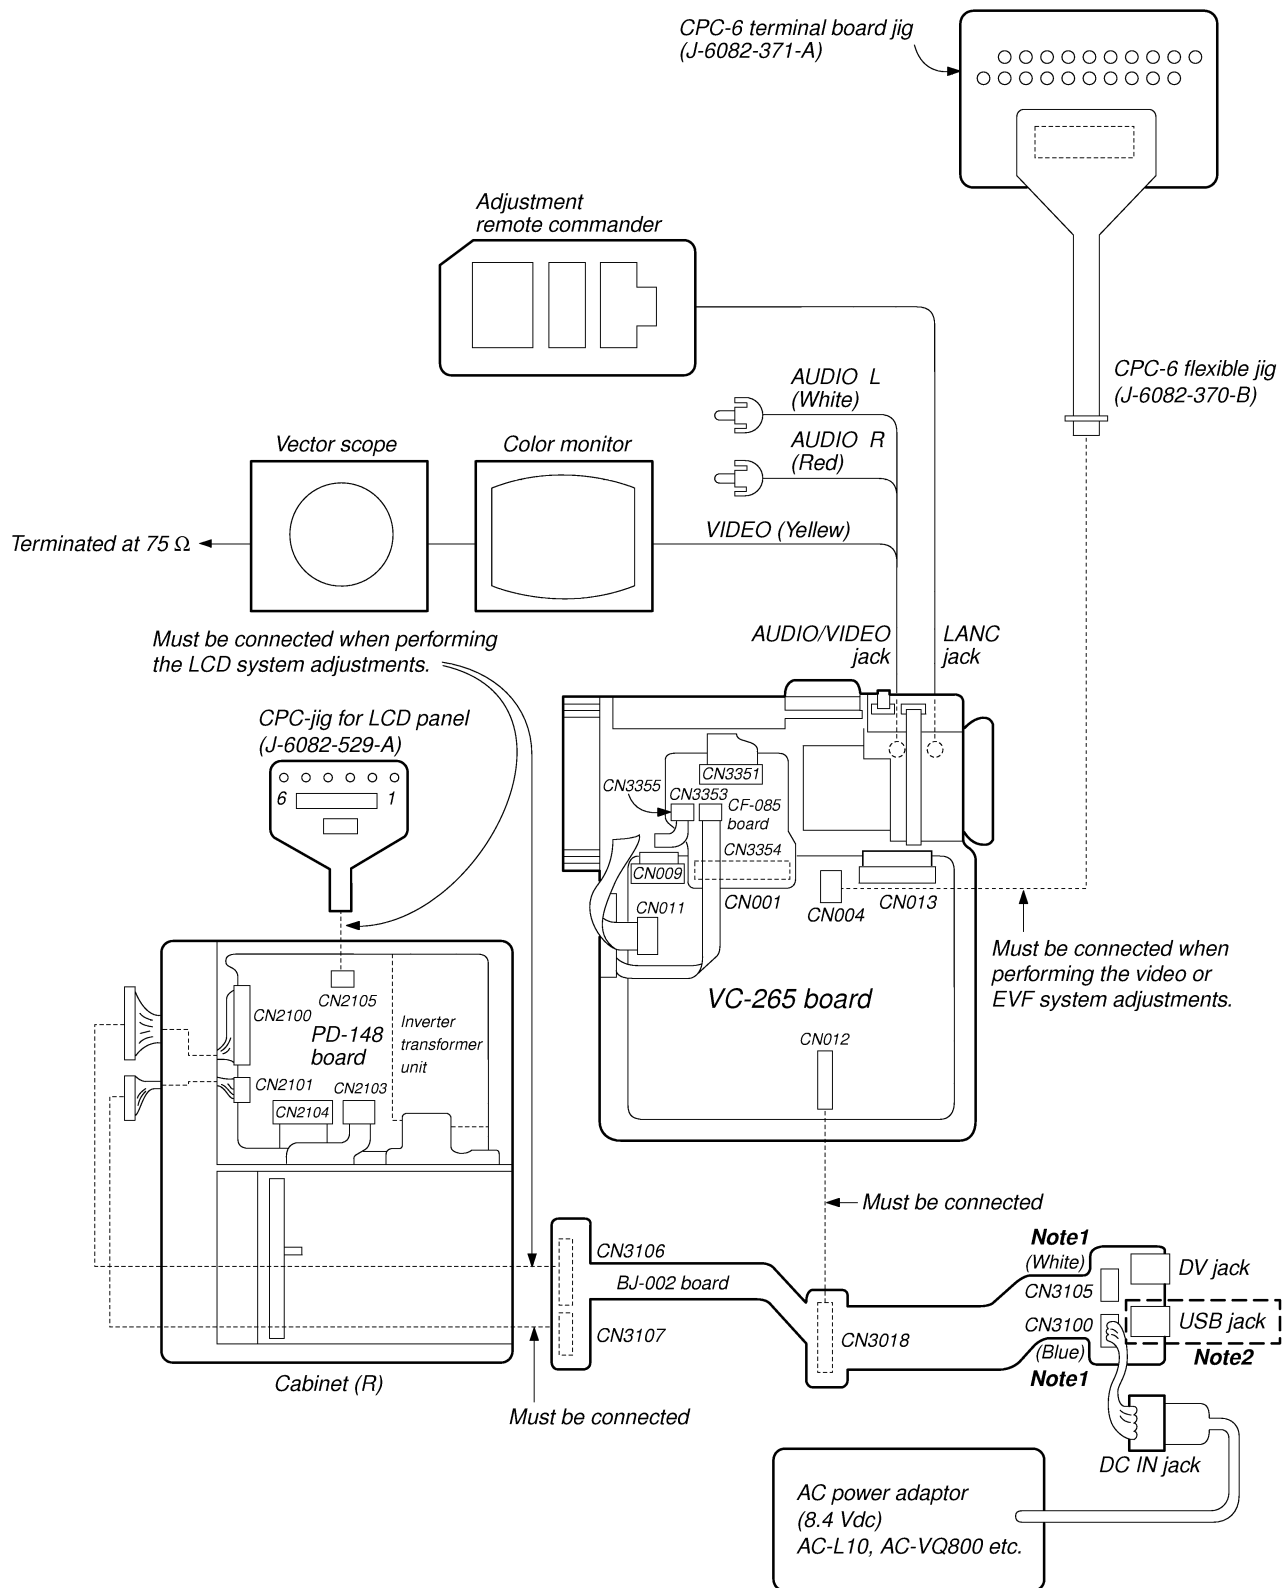 CPC-6 terminal board jig
(J-6082-371-A)
Adjustment
remote commander
CPC-6 flexible jig
(J-6082-370-B)
AUDIO L
(White)
AUDIO R
(Red)
Vector scope
Color monitor
VIDEO (Yellew)
Terminated at 75 Ω
Must be connected when performing
the LCD system adjustments.
AUDIO/VIDEO
jack
LANC
jack
CPC-jig for LCD panel
(J-6082-529-A)
6
1
CN3351
CN3355
CN3353
CF-085
board
CN3354
CN009
CN011
CN001
CN004
CN013
Must be connected when
performing the video or
EVF system adjustments.
VC-265 board
CN012
CN2105
CN2100
PD-148
board
Inverter
transformer
unit
CN2101
CN2103
CN2104
Must be connected
CN3106
BJ-002 board
CN3107
CN3018
Note1
(White)
CN3105
DV jack
CN3100
USB jack
(Blue)
Note1
Note2
Cabinet (R)
Must be connected
DC IN jack
AC power adaptor
(8.4 Vdc)
AC-L10, AC-VQ800 etc.